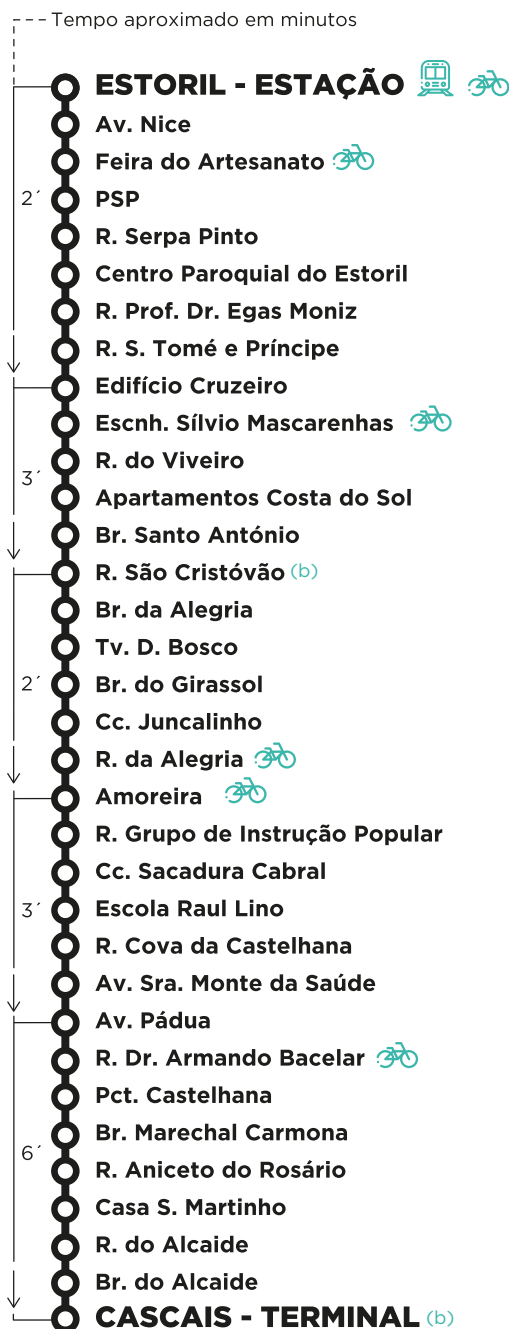 Tempo aproximado em minutos
ESTORIL - ESTAÇÃO
Av. Nice
Feira do Artesanato
2´ PSP
R. Serpa Pinto
Centro Paroquial do Estoril
R. Prof. Dr. Egas Moniz
R. S. Tomé e Príncipe
Edifício Cruzeiro
Escnh. Sílvio Mascarenhas
R. do Viveiro
3´
Apartamentos Costa do Sol
Br. Santo António
R. São Cristóvão (b)
Br. da Alegria
Tv. D. Bosco
2´ Br. do Girassol
Cc. Juncalinho
R. da Alegria
Amoreira
R. Grupo de Instrução Popular
Cc. Sacadura Cabral
3´ Escola Raul Lino
R. Cova da Castelhana
Av. Sra. Monte da Saúde
Av. Pádua
R. Dr. Armando Bacelar
Pct. Castelhana
Br. Marechal Carmona
6´
R. Aniceto do Rosário
Casa S. Martinho
R. do Alcaide
Br. do Alcaide
CASCAIS - TERMINAL (b)